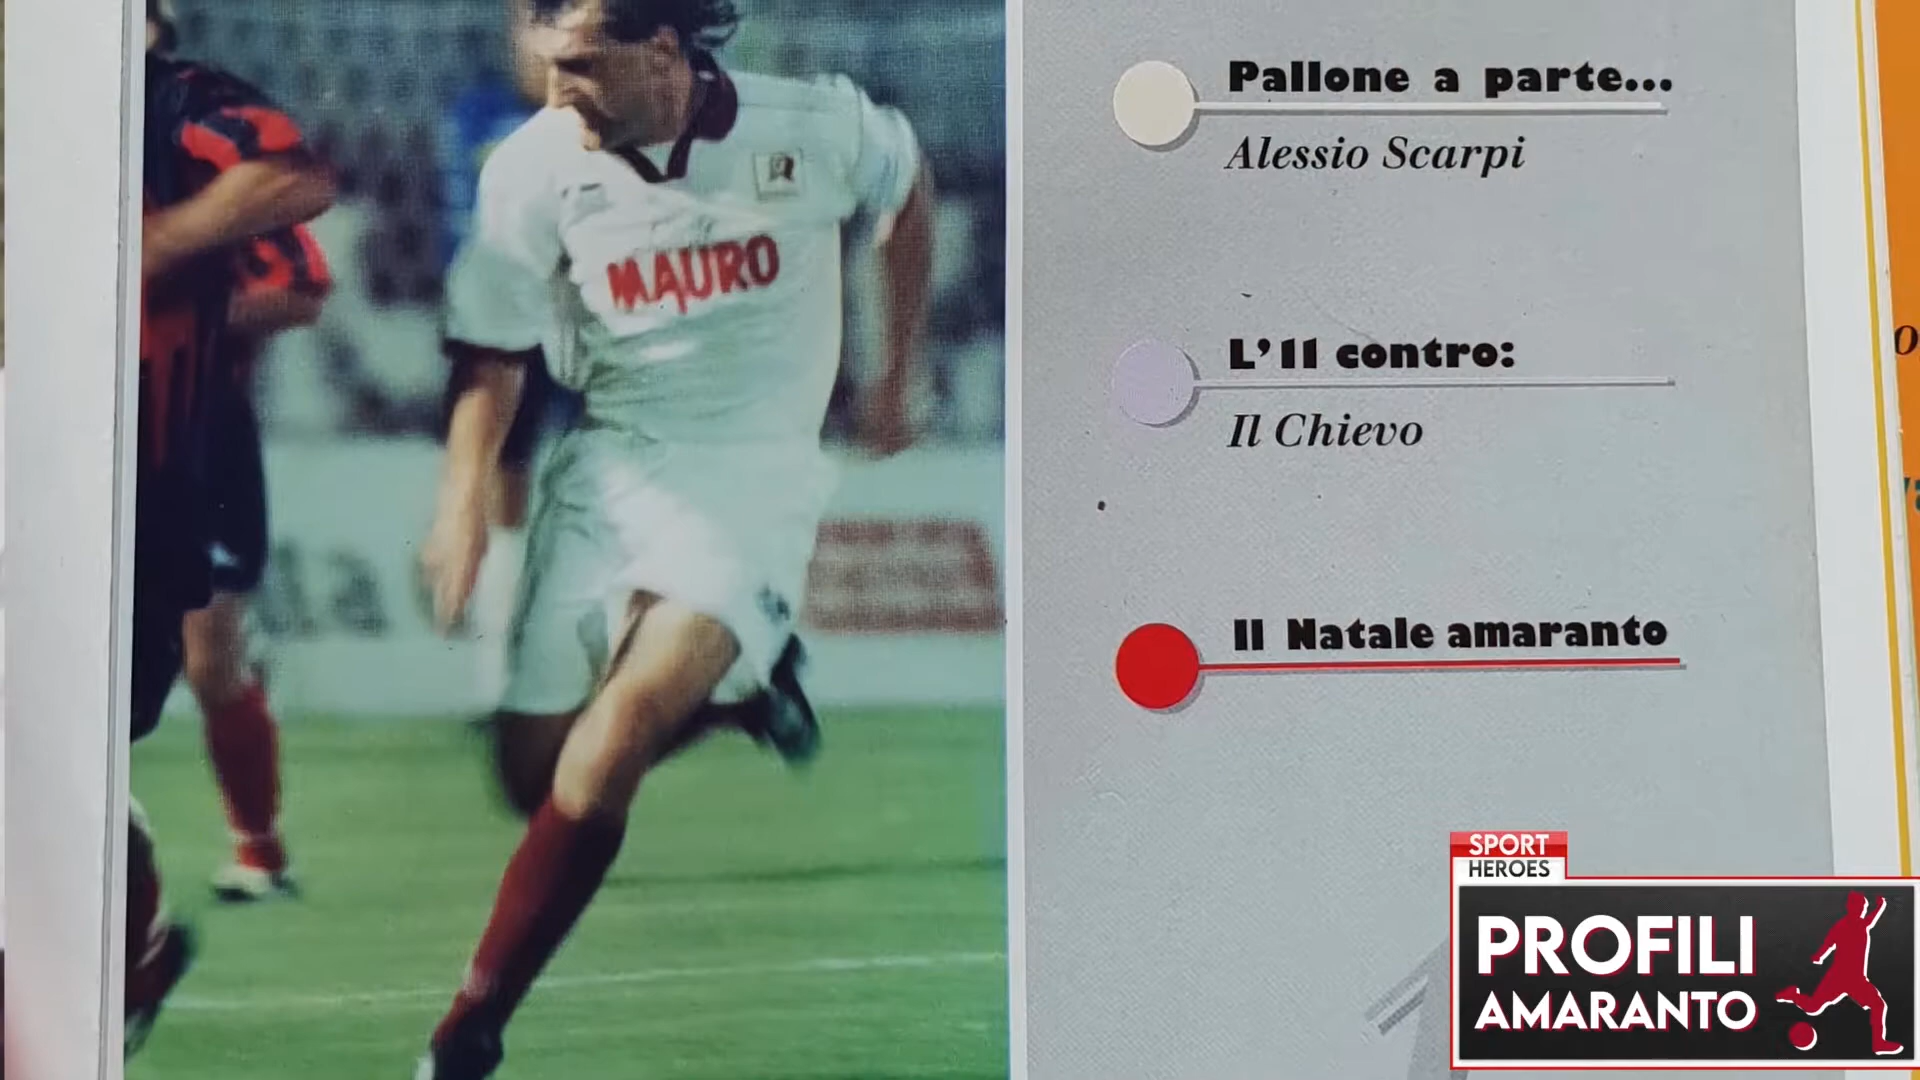 MAURO
Pallone a parte...
Alessio Scarpi
L'11 contro:
Il Chievo
Il Natale amaranto
SPORT
HEROES
PROFILI
AMARANTO